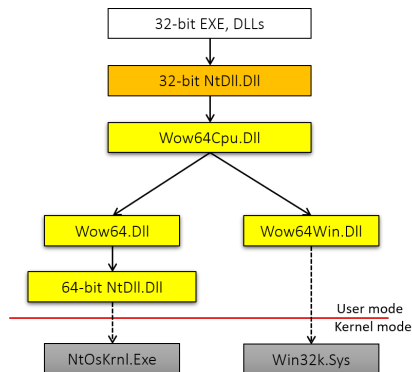 32-bit EXE, DLLs
32-bit NtDll.Dll
Wow64Cpu.Dll
Wow64.Dll
Wow64Win.Dll
64-bit NtDll.Dll
User mode
Kernel mode
NtOsKrnl.Exe
Win32k.Sys